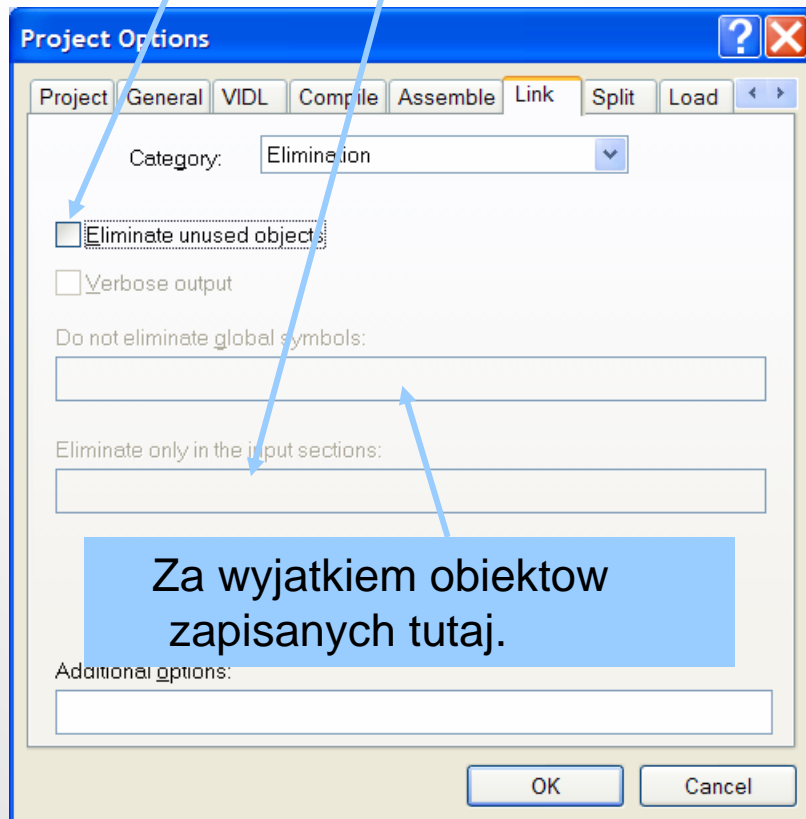 Project Options
Project General VIDL Compile Assemble Link Split Load
Category: Elimination
Eliminate unused objects
Verbose output
Do not eliminate global symbols:
Eliminate only in the input sections:
Za wyjatkiem obiektow
zapisanych tutaj.
Additional options:
OK Cancel